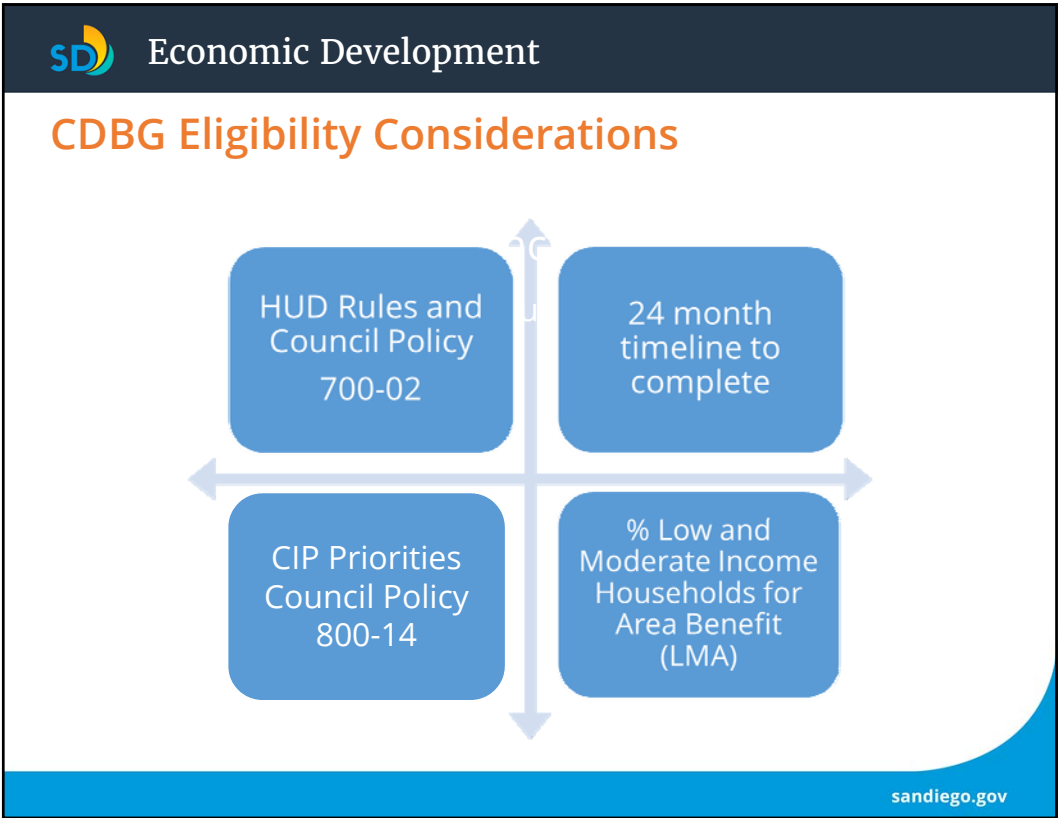 SD
Economic Development
CDBG Eligibility Considerations
HUD Rules and
Council Policy
700-02
24 month
timeline to
complete
CIP Priorities
Council Policy
800-14
% Low and
Moderate Income
Households for
Area Benefit
(LMA)
sandiego.gov